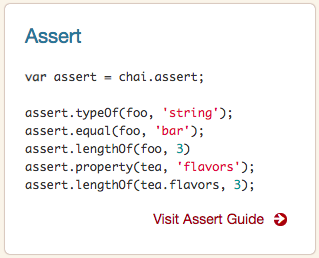 Assert
var assert = chai.assert;
assert.typeOf(foo, 'string');
assert.equal(foo, 'bar');
assert.lengthOf(foo, 3)
assert.property(tea, 'flavors');
assert.lengthOf(tea.flavors, 3);
Visit Assert Guide